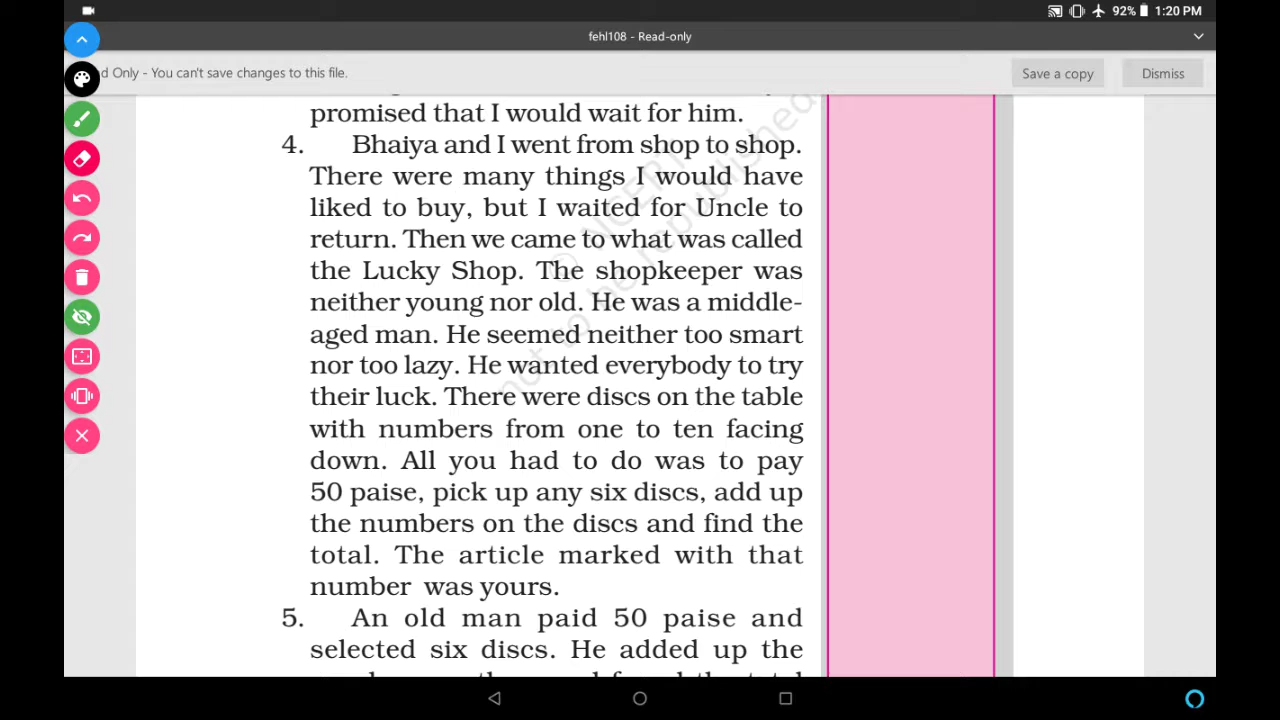 92% 1:20 PM
fehl108 - Read-only
d Only - You can't save changes to this file.
Save a copy
Dismiss
promised that I would wait for him.
4. Bhaiya and I went from shop to shop.
There were many things I would have
liked to buy, but I waited for Uncle to
return. Then we came to what was called
the Lucky Shop. The shopkeeper was
neither young nor old. He was a middle-
aged man. He seemed neither too smart
nor too lazy. He wanted everybody to try
their luck. There were discs on the table
with numbers from one to ten facing
down. All you had to do was to pay
50 paise, pick up any six discs, add up
the numbers on the discs and find the
total. The article marked with that
number was yours.
5. An old man paid 50 paise and
selected six discs. He added up the
© NCERT
not to be republished